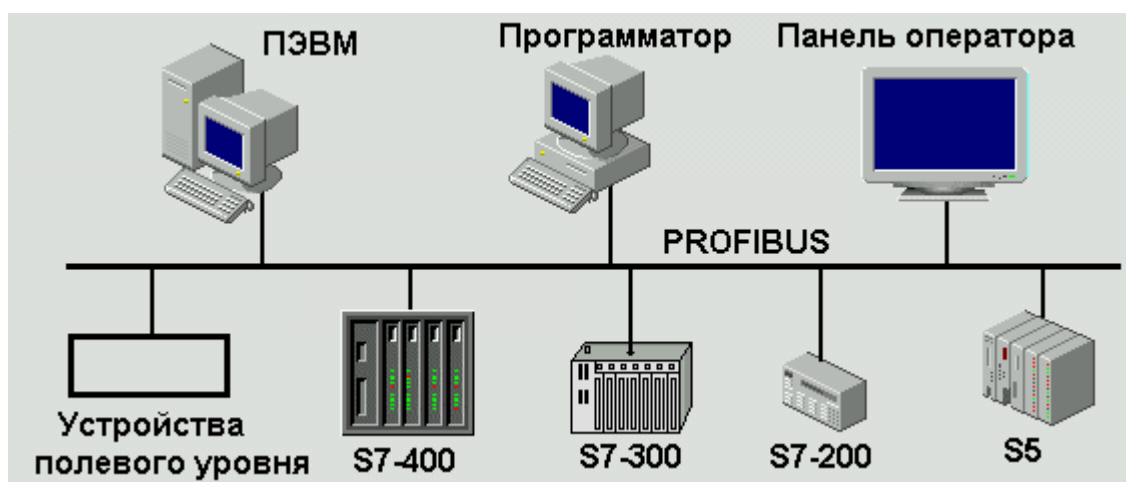 ПЭВМ
Программатор
Панель оператора
PROFIBUS
Устройства
полевого уровня
S7-400
S7-300
S7-200
S5